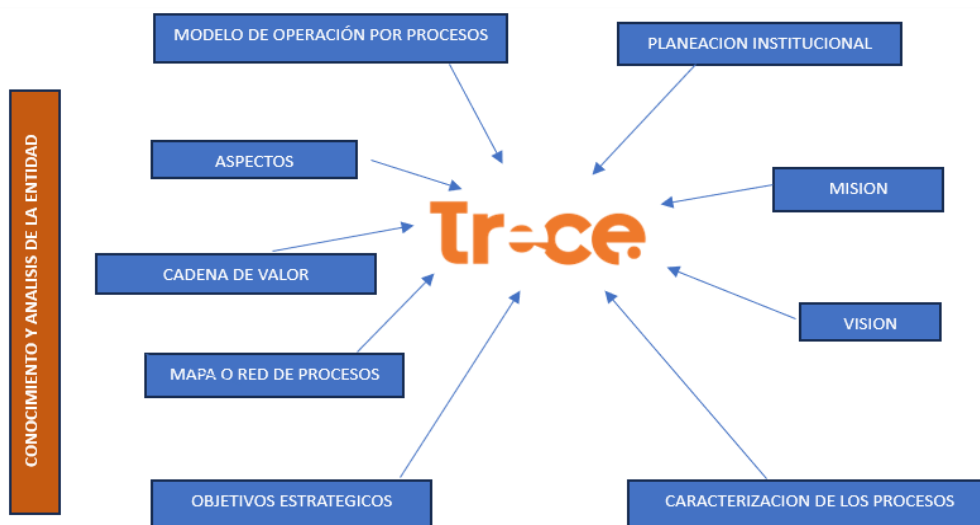 MODELO DE OPERACIÓN POR PROCESOS
PLANEACION INSTITUCIONAL
CONOCIMIENTO Y ANALISIS DE LA ENTIDAD
ASPECTOS
MISION
trece
CADENA DE VALOR
VISION
MAPA O RED DE PROCESOS
OBJETIVOS ESTRATEGICOS
CARACTERIZACION DE LOS PROCESOS